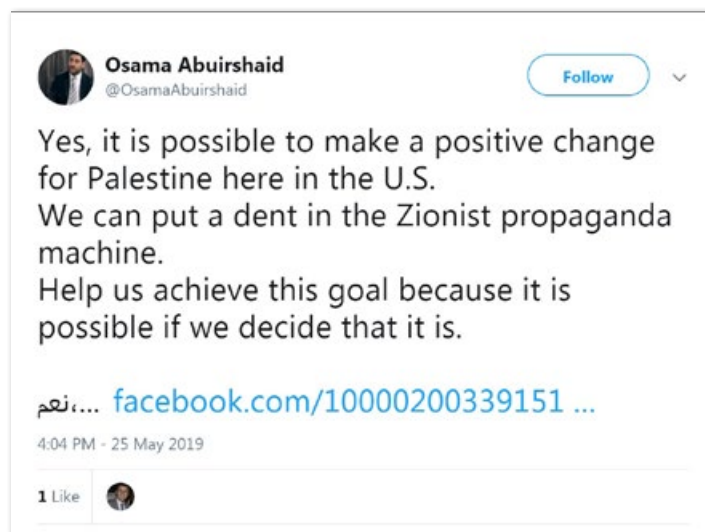 Osama Abuirshaid
@OsamaAbuirshaid
Follow
Yes, it is possible to make a positive change
for Palestine here in the U.S.
We can put a dent in the Zionist propaganda
machine.
Help us achieve this goal because it is
possible if we decide that it is.
نعم،... facebook.com/10000200339151 ...
4:04 PM - 25 May 2019
1 Like